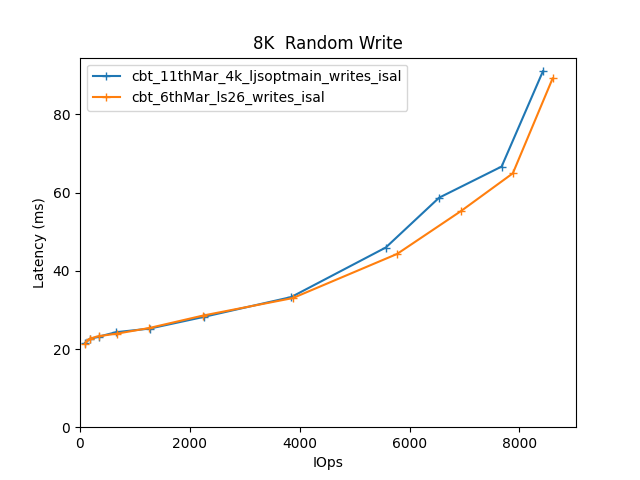 8K  Random Write
cbt_11thMar_4k_ljsoptmain_writes_isal
cbt_6thMar_ls26_writes_isal
80
60
40
20
0
Latency (ms)
0 2000 4000 6000 8000
IOps